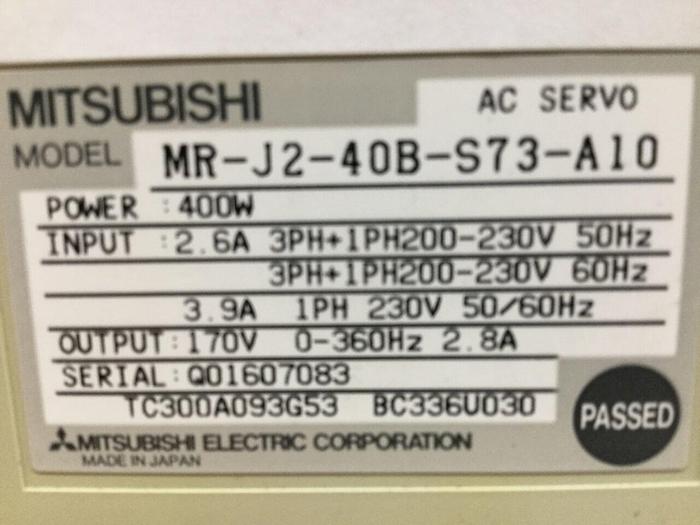 MITSUBISHI AC SERVO
MODEL MR-J2-40B-S73-A10
POWER : 400W
INPUT : 2.6A 3PH+1PH200-230V 50Hz
3PH+1PH200-230V 60Hz
3.9A 1PH 230V 50/60Hz
OUTPUT : 170V 0-360Hz 2.8A
SERIAL : Q01607083
TC300A093G53 BC336U030
PASSED
MITSUBISHI ELECTRIC CORPORATION
MADE IN JAPAN